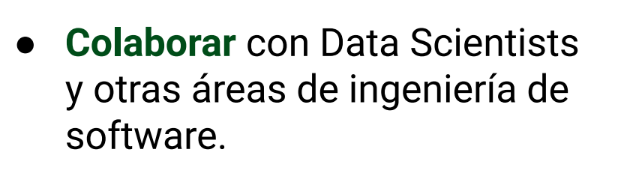 ● Colaborar con Data Scientists
y otras áreas de ingeniería de
software.